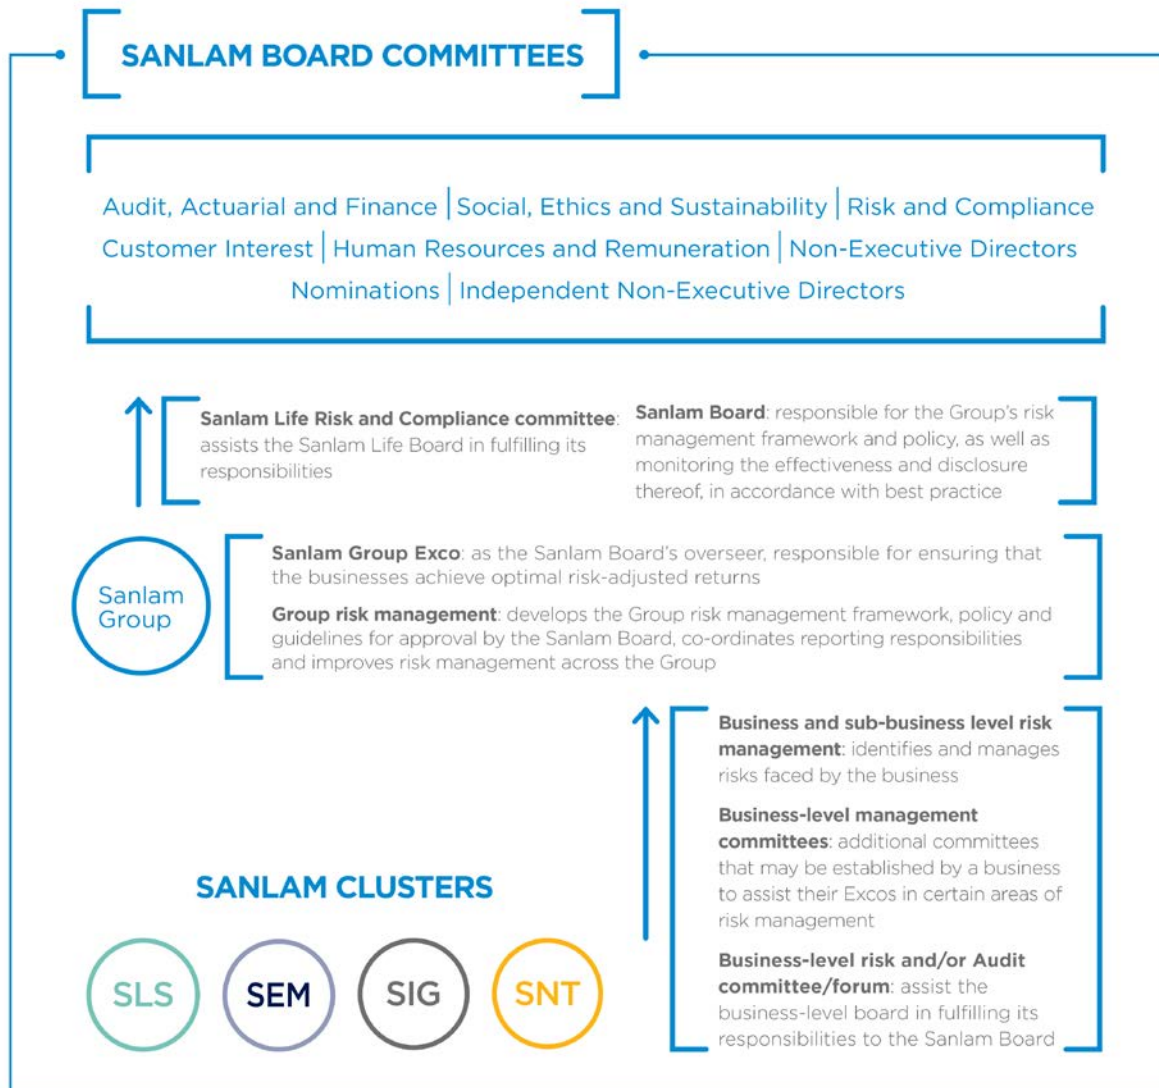 SANLAM BOARD COMMITTEES
Audit, Actuarial and Finance | Social, Ethics and Sustainability | Risk and Compliance
Customer Interest | Human Resources and Remuneration | Non-Executive Directors
Nominations | Independent Non-Executive Directors
Sanlam Life Risk and Compliance committee:
assists the Sanlam Life Board in fulfilling its
responsibilities
Sanlam Board: responsible for the Group's risk
management framework and policy, as well as
monitoring the effectiveness and disclosure
thereof, in accordance with best practice
Sanlam
Group
Sanlam Group Exco: as the Sanlam Board's overseer, responsible for ensuring that
the businesses achieve optimal risk-adjusted returns
Group risk management: develops the Group risk management framework, policy and
guidelines for approval by the Sanlam Board, co-ordinates reporting responsibilities
and improves risk management across the Group
Business and sub-business level risk
management: identifies and manages
risks faced by the business
Business-level management
committees: additional committees
that may be established by a business
to assist their Excos in certain areas of
risk management
Business-level risk and/or Audit
committee/forum: assist the
business-level board in fulfilling its
responsibilities to the Sanlam Board
SANLAM CLUSTERS
SLS
SEM
SIG
SNT